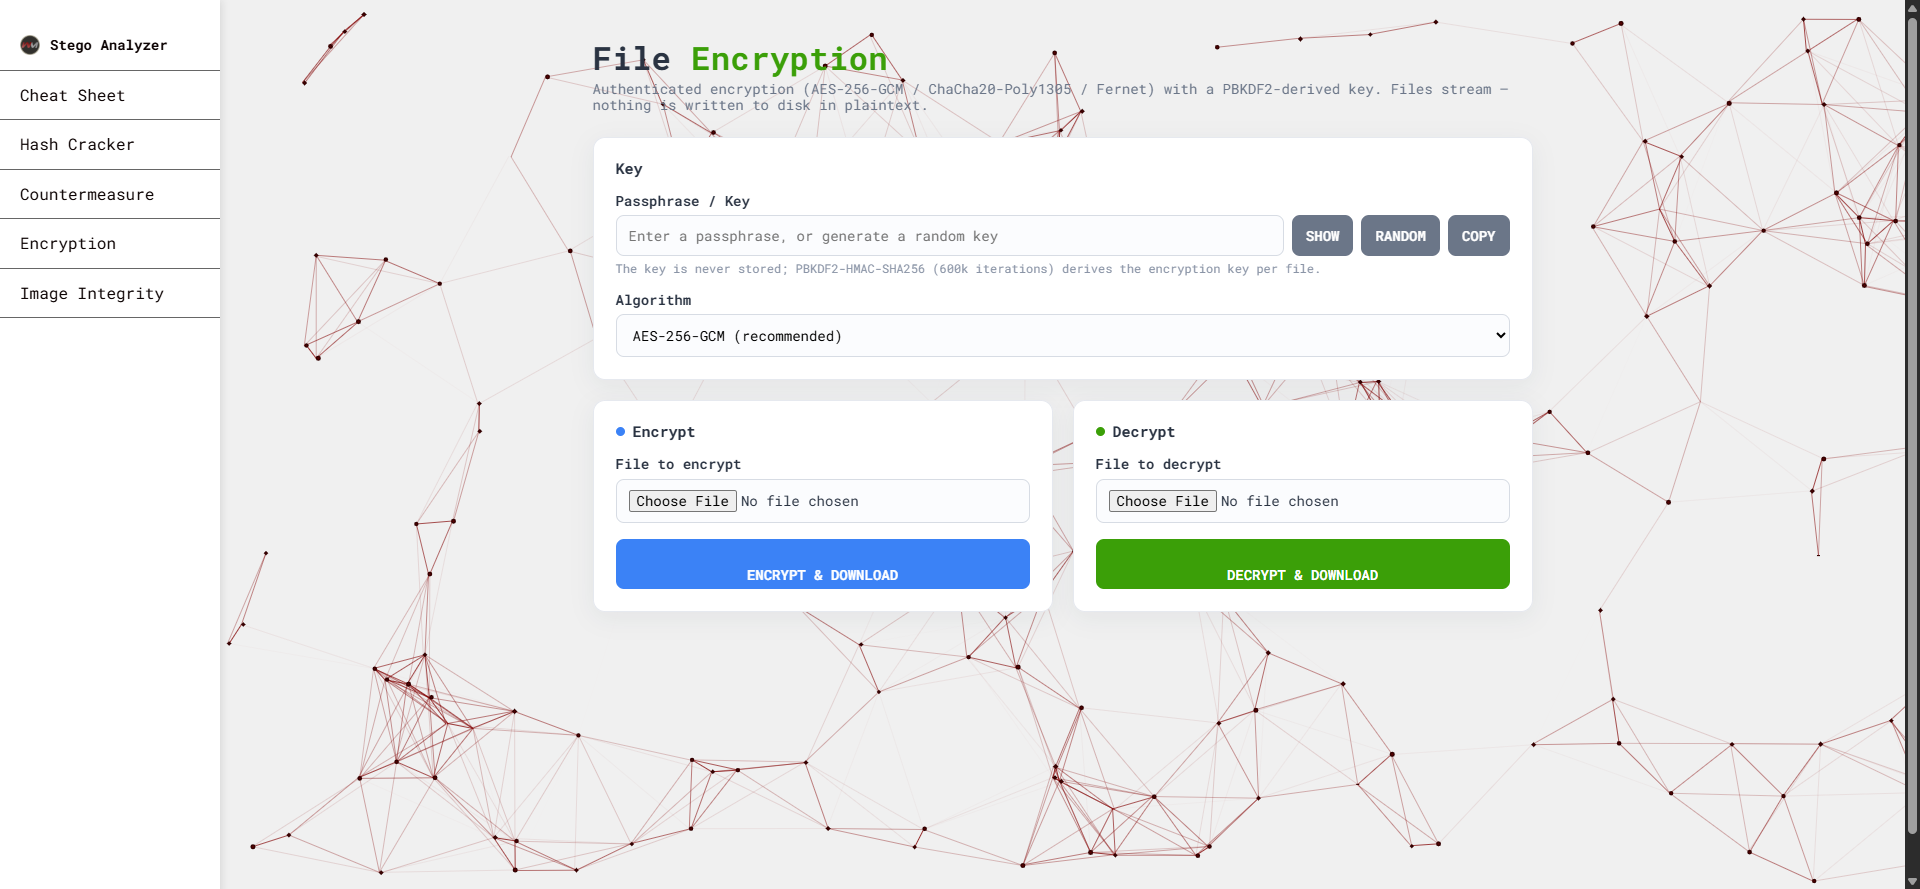 Stego Analyzer
Cheat Sheet
Hash Cracker
Countermeasure
Encryption
Image Integrity
File Encryption
Authenticated encryption (AES-256-GCM / ChaCha20-Poly1305 / Fernet) with a PBKDF2-derived key. Files stream —
nothing is written to disk in plaintext.
Key
Passphrase / Key
Enter a passphrase, or generate a random key
SHOW
RANDOM
COPY
The key is never stored; PBKDF2-HMAC-SHA256 (600k iterations) derives the encryption key per file.
Algorithm
AES-256-GCM (recommended)
Encrypt
File to encrypt
Choose File No file chosen
ENCRYPT & DOWNLOAD
Decrypt
File to decrypt
Choose File No file chosen
DECRYPT & DOWNLOAD